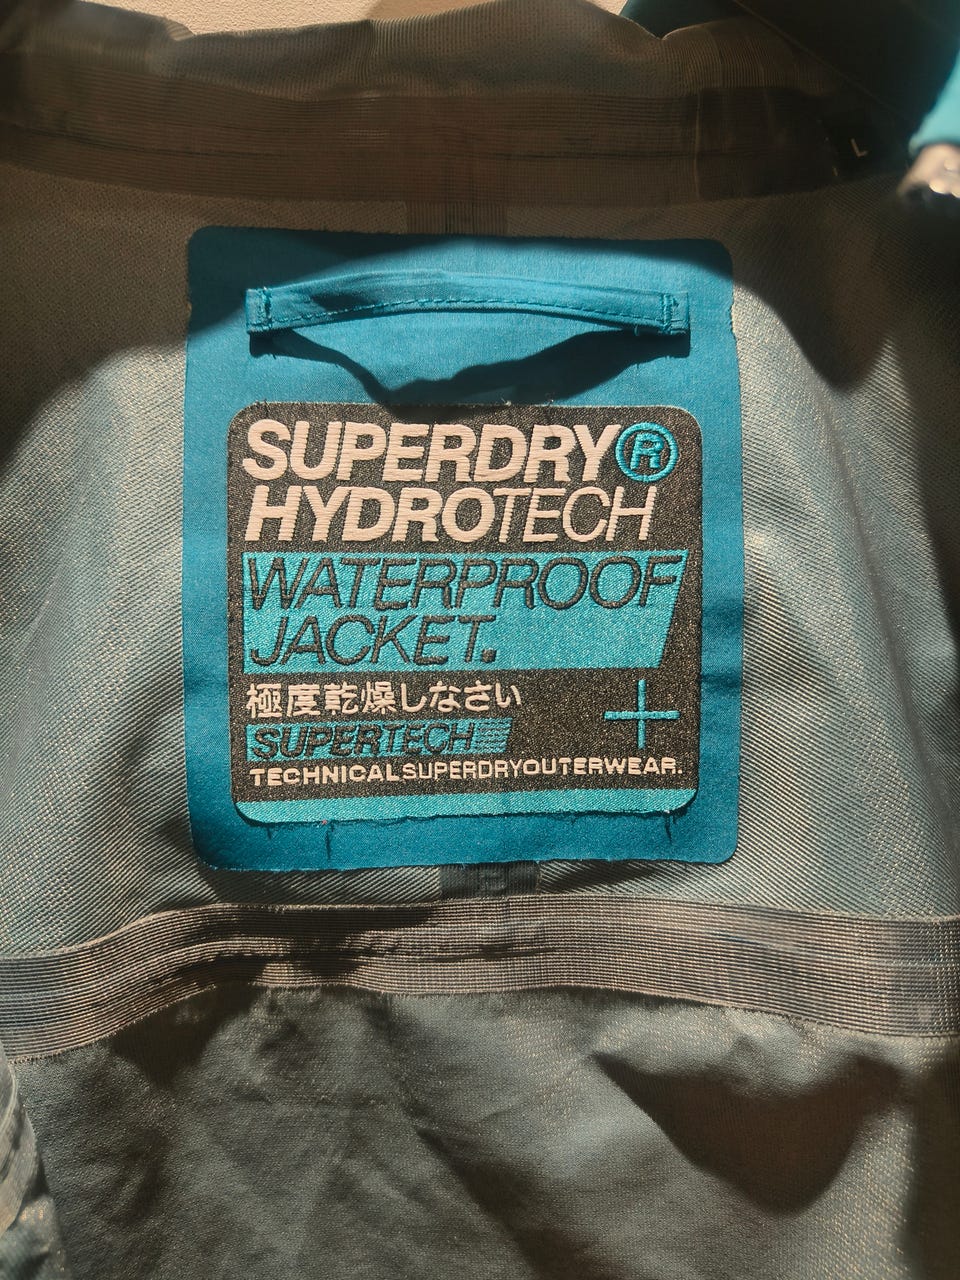 L
SUPERDRY®
HYDROTECH
WATERPROOF
JACKET.
極度乾燥しなさい
SUPERTECH
TECHNICALSUPERDRYOUTERWEAR.